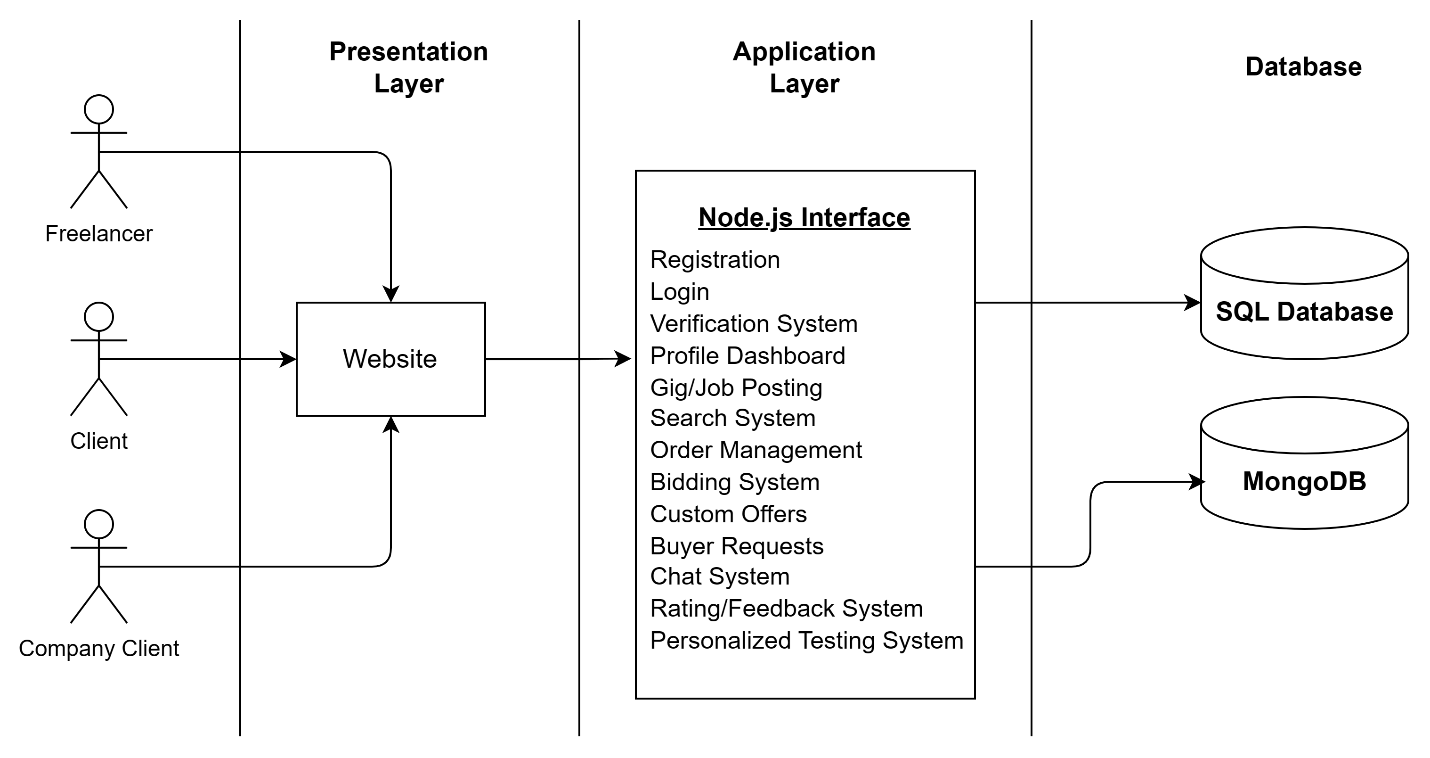 Presentation
Layer
Application
Layer
Database
Freelancer
Client
Company Client
Website
Node.js Interface
Registration
Login
Verification System
Profile Dashboard
Gig/Job Posting
Search System
Order Management
Bidding System
Custom Offers
Buyer Requests
Chat System
Rating/Feedback System
Personalized Testing System
SQL Database
MongoDB